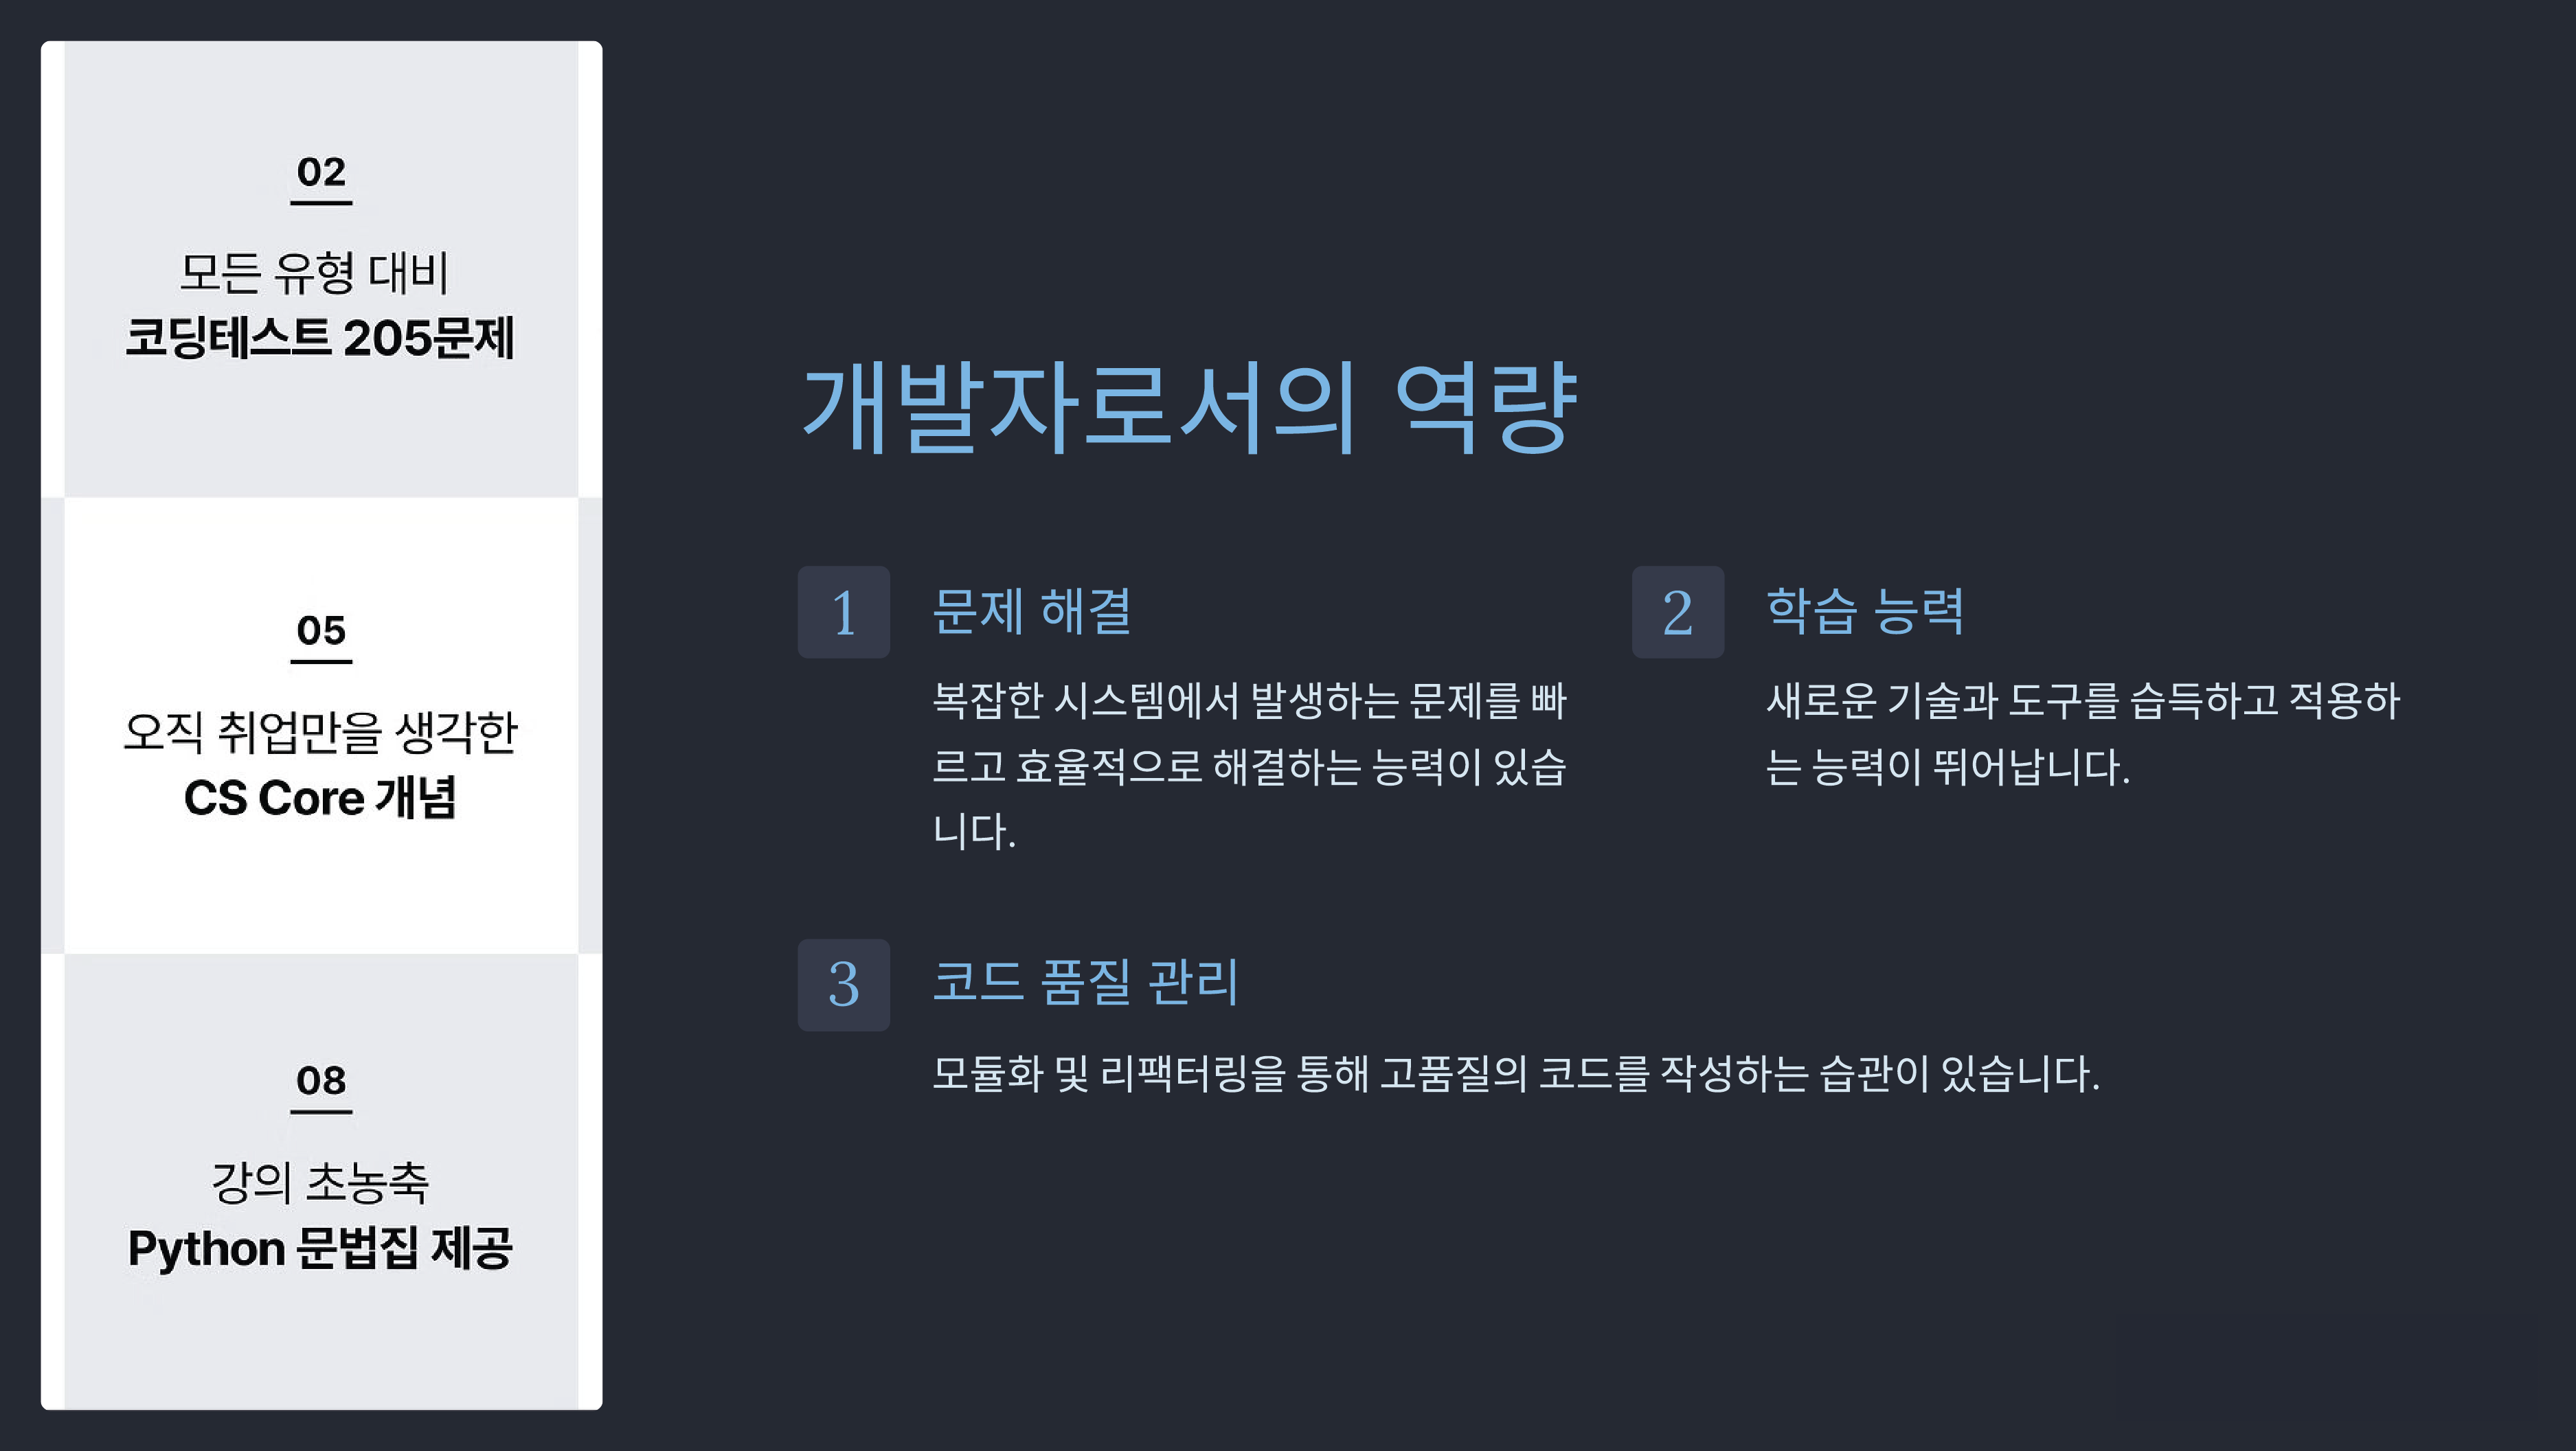 02
모든 유형 대비
코딩테스트 205문제
05
오직 취업만을 생각한
CS Core 개념
08
강의 초농축
Python 문법집 제공
개발자로서의 역량
1
문제 해결
복잡한 시스템에서 발생하는 문제를 빠
르고 효율적으로 해결하는 능력이 있습
니다.
2
학습 능력
새로운 기술과 도구를 습득하고 적용하
는 능력이 뛰어납니다.
3
코드 품질 관리
모듈화 및 리팩터링을 통해 고품질의 코드를 작성하는 습관이 있습니다.